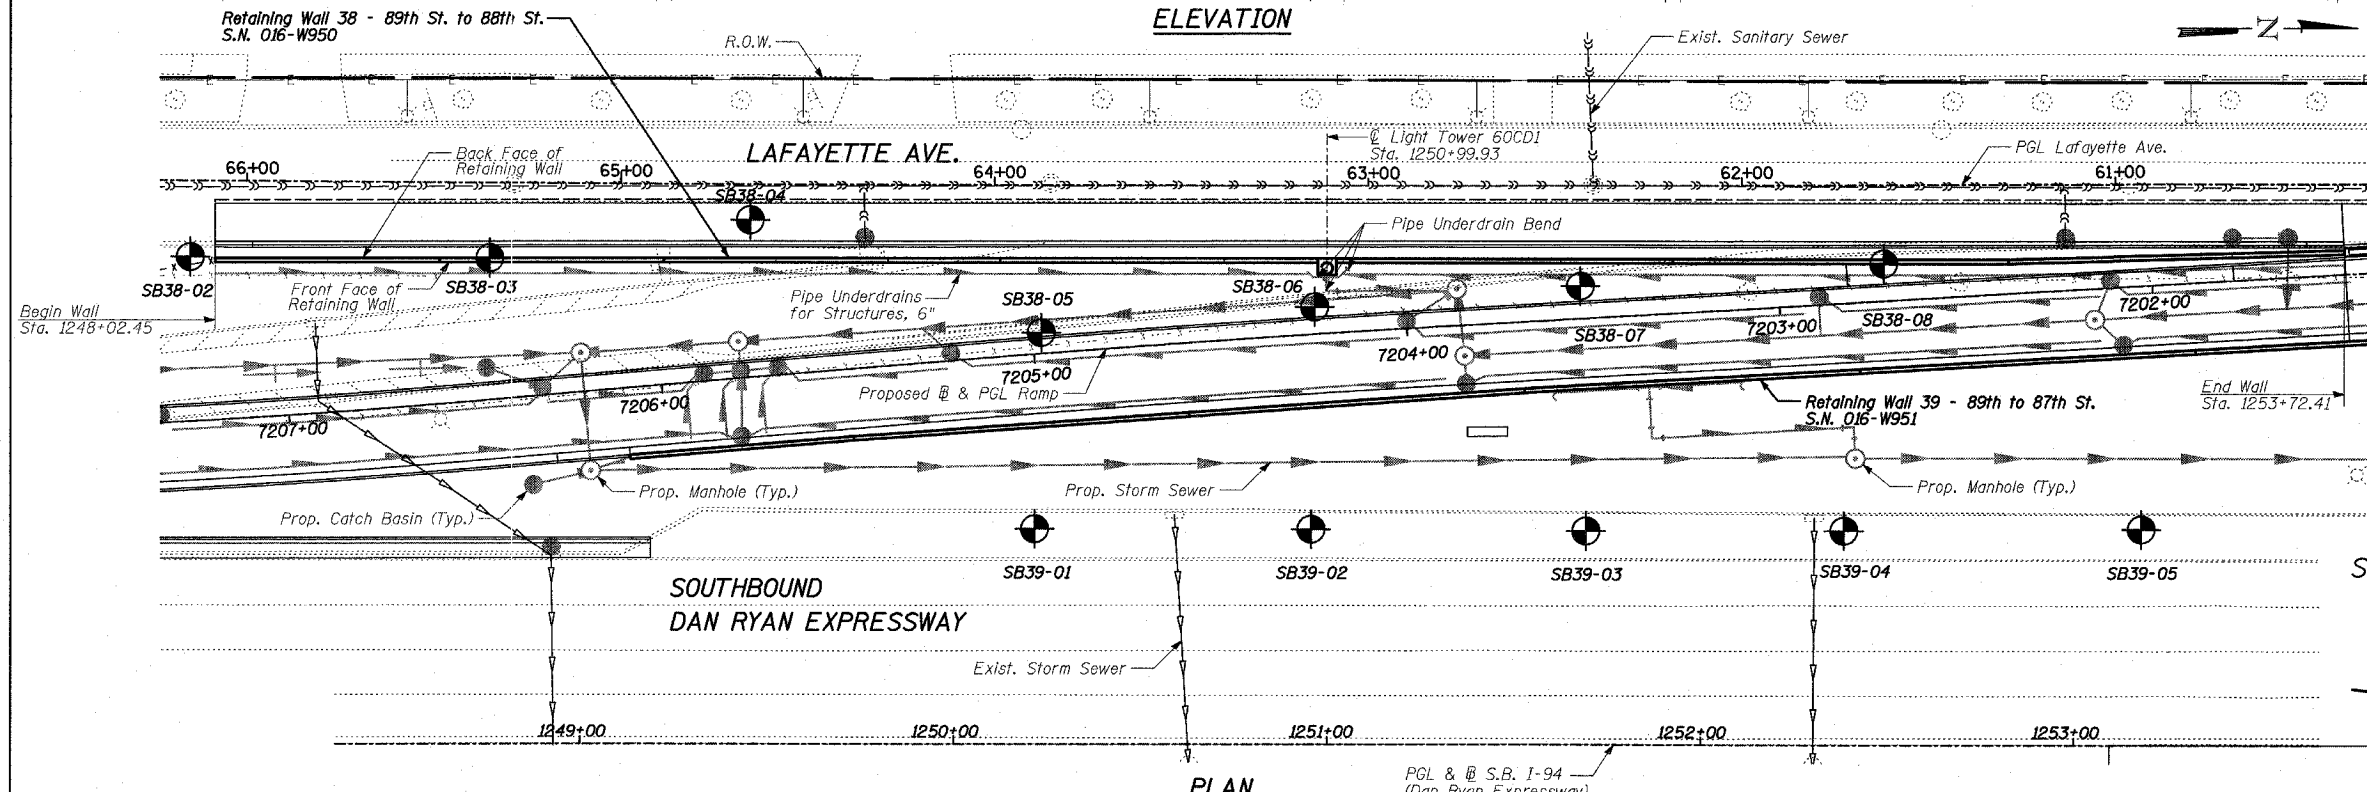 ELEVATION
Retaining Wall 38 - 89th St. to 88th St.
S.N. 016-W950
R.O.W.
Exist. Sanitary Sewer
N
E E E E E E E E E E E E E E E E E
LAFAYETTE AVE.
℄ Light Tower 60CD1
Sta. 1250+99.93
Back Face of
Retaining Wall
PGL Lafayette Ave.
66+00
65+00
64+00
63+00
62+00
61+00
SB38-04
Pipe Underdrain Bend
SB38-02
Front Face of
Retaining Wall
SB38-03
Pipe Underdrains
for Structures, 6"
SB38-05
SB38-06
SB38-07
SB38-08
Begin Wall
Sta. 1248+02.45
7202+00
7203+00
7204+00
7205+00
7206+00
7207+00
Proposed ⅊ & PGL Ramp
Retaining Wall 39 - 89th to 87th St.
S.N. 016-W951
End Wall
Sta. 1253+72.41
Prop. Manhole (Typ.)
Prop. Storm Sewer
Prop. Manhole (Typ.)
Prop. Catch Basin (Typ.)
SB39-01
SB39-02
SB39-03
SB39-04
SB39-05
S
SOUTHBOUND
DAN RYAN EXPRESSWAY
Exist. Storm Sewer
1249+00
1250+00
1251+00
1252+00
1253+00
PLAN
PGL & ⅊ S.B. I-94
(Dan Ryan Expressway)